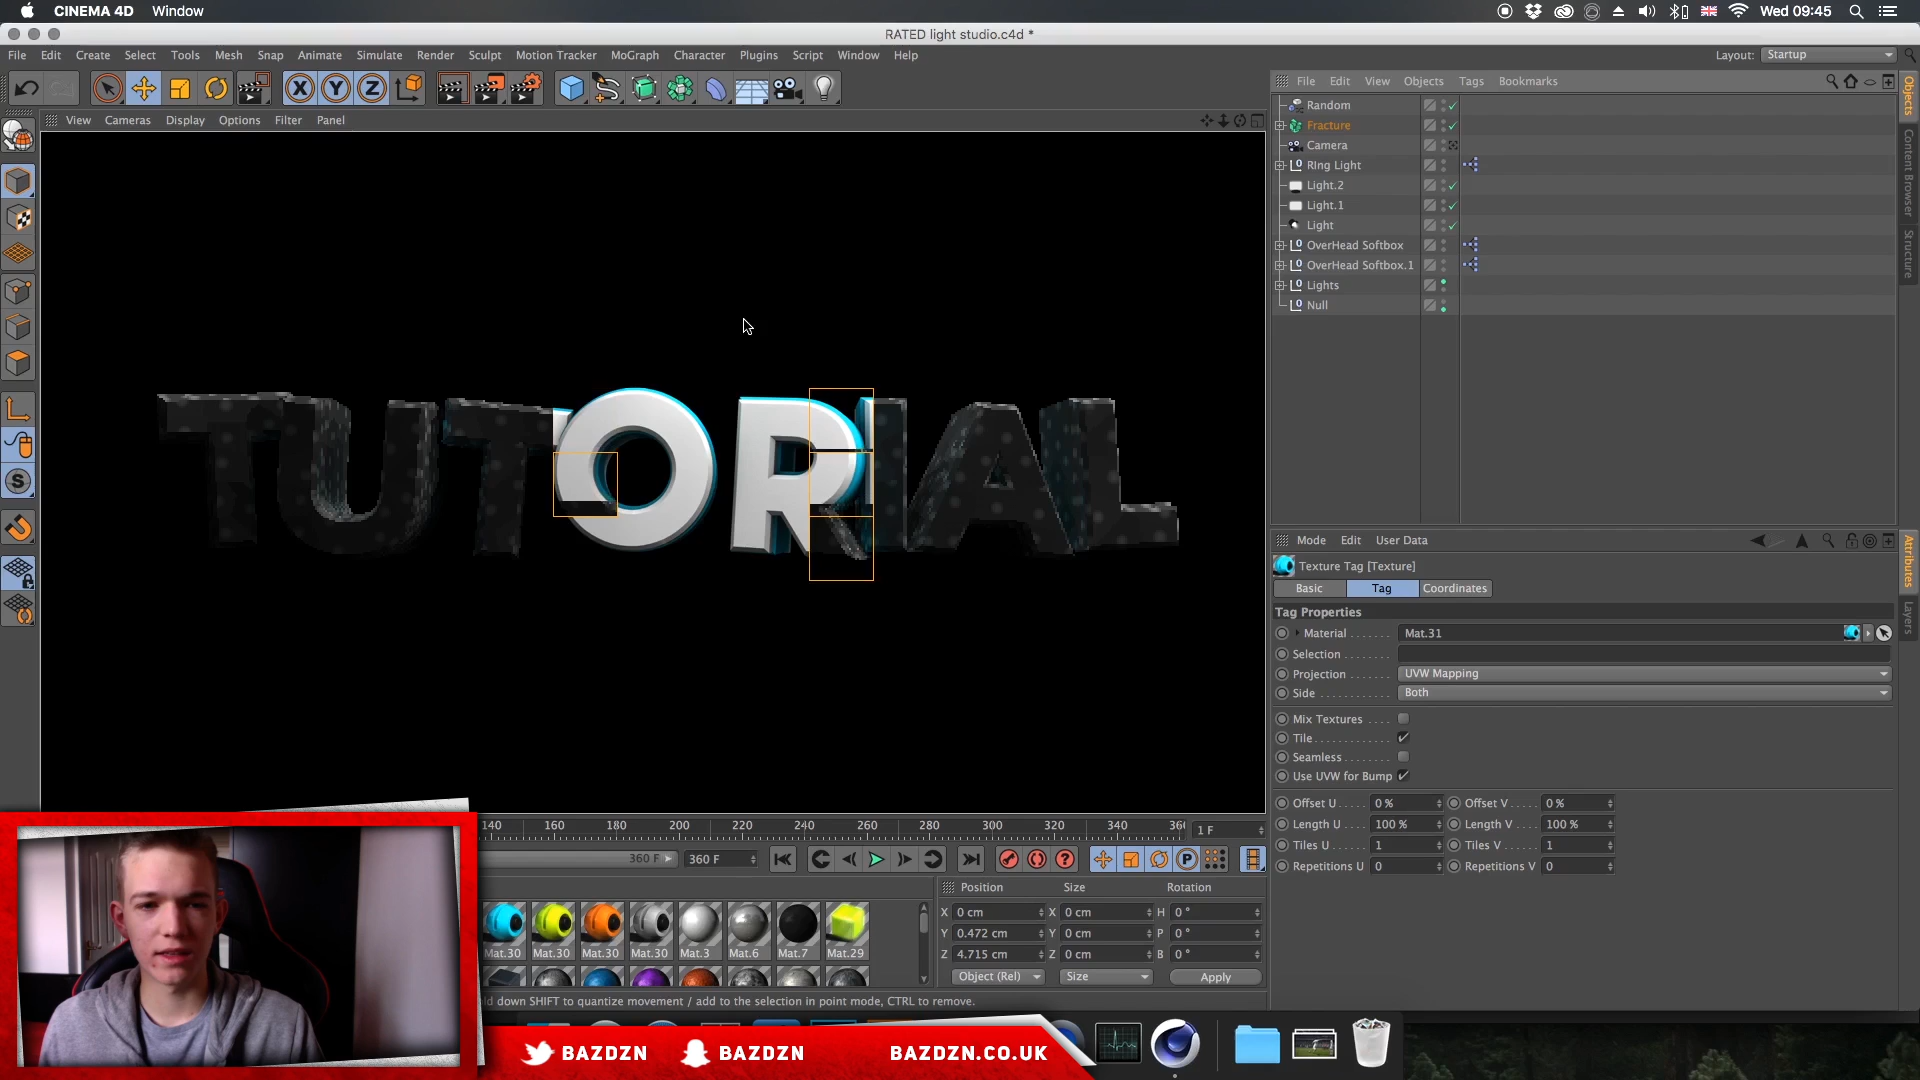 CINEMA 4D Window
Wed 09:45
RATED light studio.c4d *
File Edit Create Select Tools Mesh Snap Animate Simulate Render Sculpt Motion Tracker MoGraph Character Plugins Script Window Help
Layout: Startup
X Y Z
File Edit View Objects Tags Bookmarks
View Cameras Display Options Filter Panel
Random
Fracture
Camera
RIng Light
Light.2
Light.1
Light
OverHead Softbox
OverHead Softbox.1
Lights
Null
Objects
Content Browser
Structure
TUTORIAL
Mode Edit User Data
Texture Tag [Texture]
Basic Tag Coordinates
Tag Properties
Material Mat.31
Selection
Projection UVW Mapping
Side Both
Mix Textures
Tile
Seamless
Use UVW for Bump
Offset U 0 % Offset V 0 %
Length U 100 % Length V 100 %
Tiles U 1 Tiles V 1
Repetitions U 0 Repetitions V 0
Attributes
Layers
140 160 180 200 220 240 260 280 300 320 340 36
1 F
360 F 360 F
Position Size Rotation
X 0 cm X 0 cm H 0 °
Y 0.472 cm Y 0 cm P 0 °
Z 4.715 cm Z 0 cm B 0 °
Object (Rel) Size Apply
Mat.30 Mat.30 Mat.30 Mat.30 Mat.3 Mat.6 Mat.7 Mat.29
ld down SHIFT to quantize movement / add to the selection in point mode, CTRL to remove.
BAZDZN BAZDZN BAZDZN.CO.UK